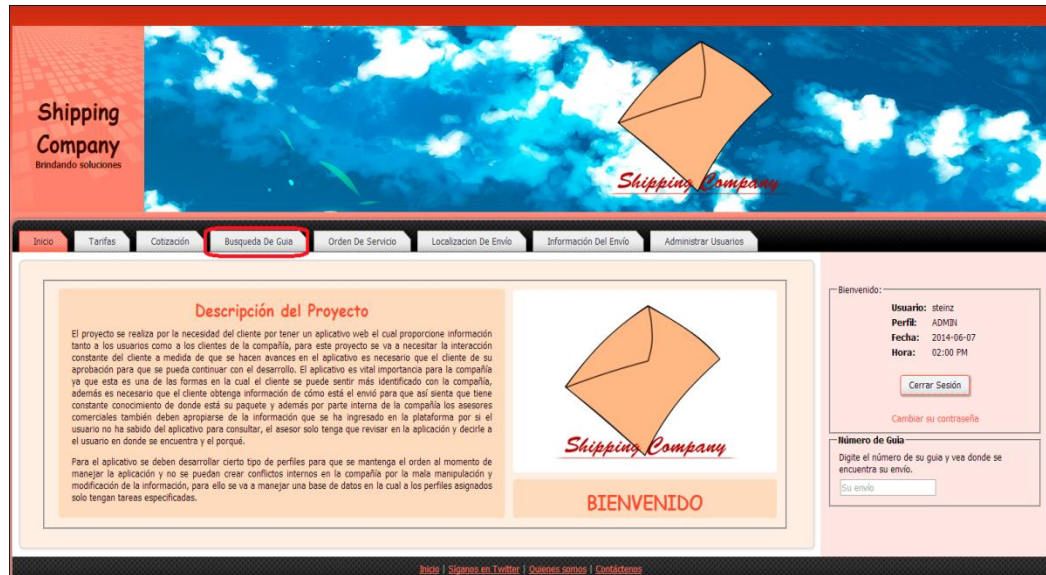 Shipping
Company
Brindando soluciones
Shipping Company
Inicio
Tarifas
Cotización
Busqueda De Guia
Orden De Servicio
Localizacion De Envío
Información Del Envío
Administrar Usuarios
Descripción del Proyecto
El proyecto se realiza por la necesidad del cliente por tener un aplicativo web el cual proporcione información
tanto a los usuarios como a los clientes de la compañía, para este proyecto se va a necesitar la interacción
constante del cliente a medida de que se hacen avances en el aplicativo es necesario que el cliente de su
aprobación para que se pueda continuar con el desarrollo. El aplicativo es vital importancia para la compañía
ya que esta es una de las formas en la cual el cliente se puede sentir más identificado con la compañía,
además es necesario que el cliente obtenga información de cómo está el envió para que así sienta que tiene
constante conocimiento de donde está su paquete y además por parte interna de la compañía los asesores
comerciales también deben apropiarse de la información que se ha ingresado en la plataforma por si el
usuario no ha sabido del aplicativo para consultar, el asesor solo tenga que revisar en la aplicación y decirle a
el usuario en donde se encuentra y el porqué.
Para el aplicativo se deben desarrollar cierto tipo de perfiles para que se mantenga el orden al momento de
manejar la aplicación y no se puedan crear conflictos internos en la compañía por la mala manipulación y
modificación de la información, para ello se va a manejar una base de datos en la cual a los perfiles asignados
solo tengan tareas especificadas.
Shipping Company
BIENVENIDO
Bienvenido:
Usuario: steinz
Perfil: ADMIN
Fecha: 2014-06-07
Hora: 02:00 PM
Cerrar Sesión
Cambiar su contraseña
Número de Guia
Digite el número de su guia y vea donde se
encuentra su envío.
Su envío
Inicio | Síganos en Twitter | Quienes somos | Contáctenos